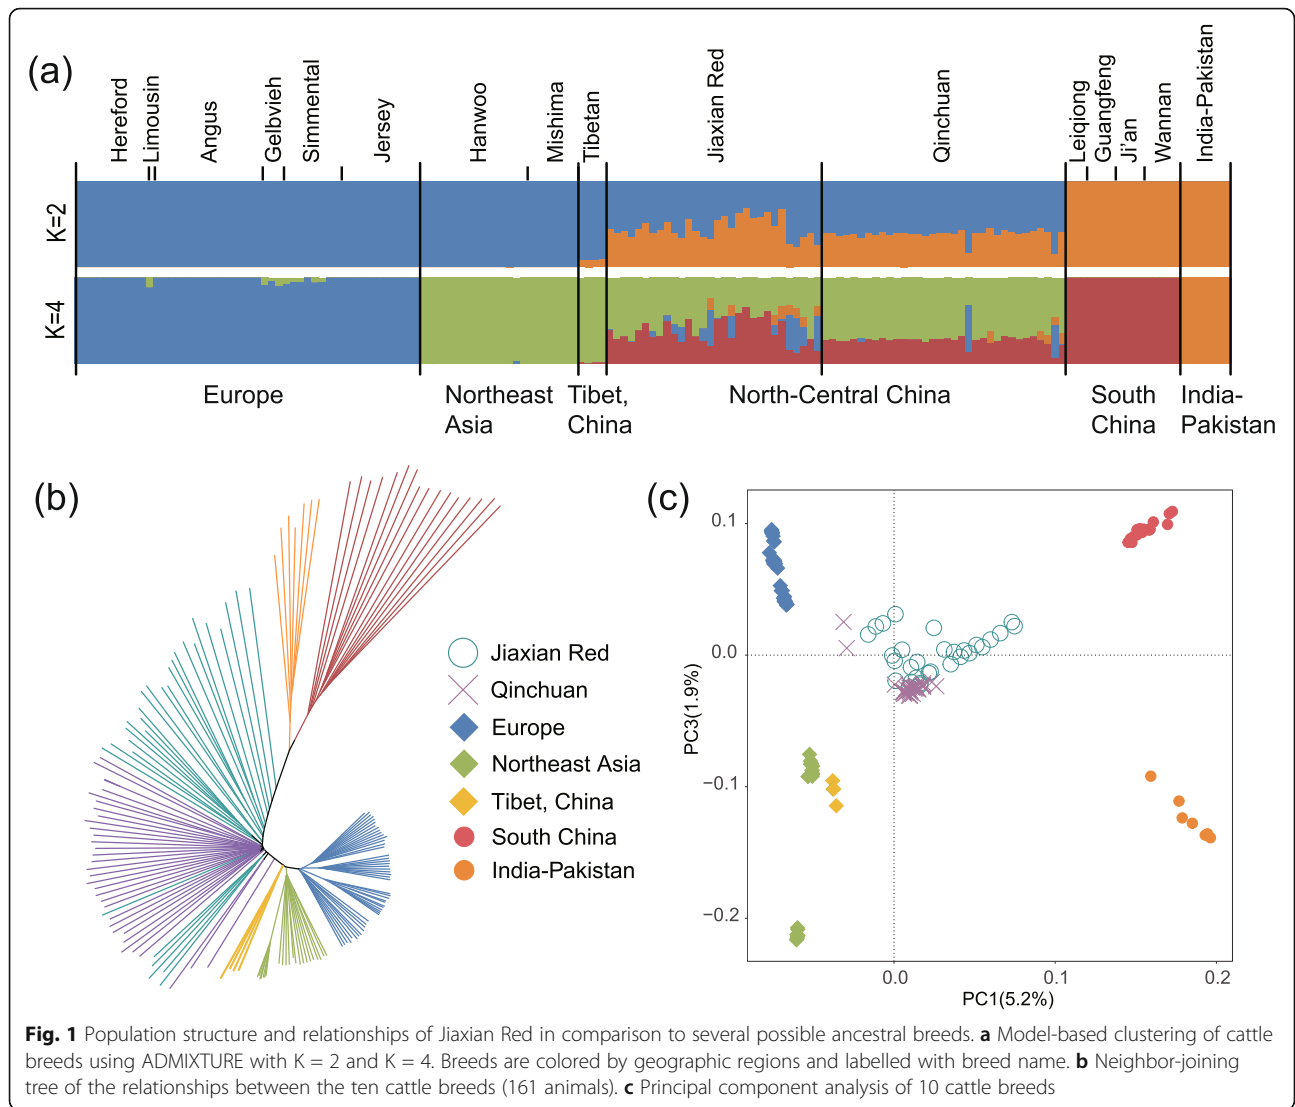 (a)
Hereford
Limousin
Angus
Gelbvieh
Simmental
Jersey
Hanwoo
Mishima
Tibetan
Jiaxian Red
Qinchuan
Leiqiong
Guangfeng
Ji'an
Wannan
India-Pakistan
K=2
K=4
Europe
Northeast
Asia
Tibet,
China
North-Central China
South
China
India-
Pakistan
(b)
Jiaxian Red
Qinchuan
Europe
Northeast Asia
Tibet, China
South China
India-Pakistan
(c)
0.1
0.0
−0.1
−0.2
PC3(1.9%)
0.0
0.1
0.2
PC1(5.2%)
Fig. 1 Population structure and relationships of Jiaxian Red in comparison to several possible ancestral breeds. a Model-based clustering of cattle
breeds using ADMIXTURE with K = 2 and K = 4. Breeds are colored by geographic regions and labelled with breed name. b Neighbor-joining
tree of the relationships between the ten cattle breeds (161 animals). c Principal component analysis of 10 cattle breeds